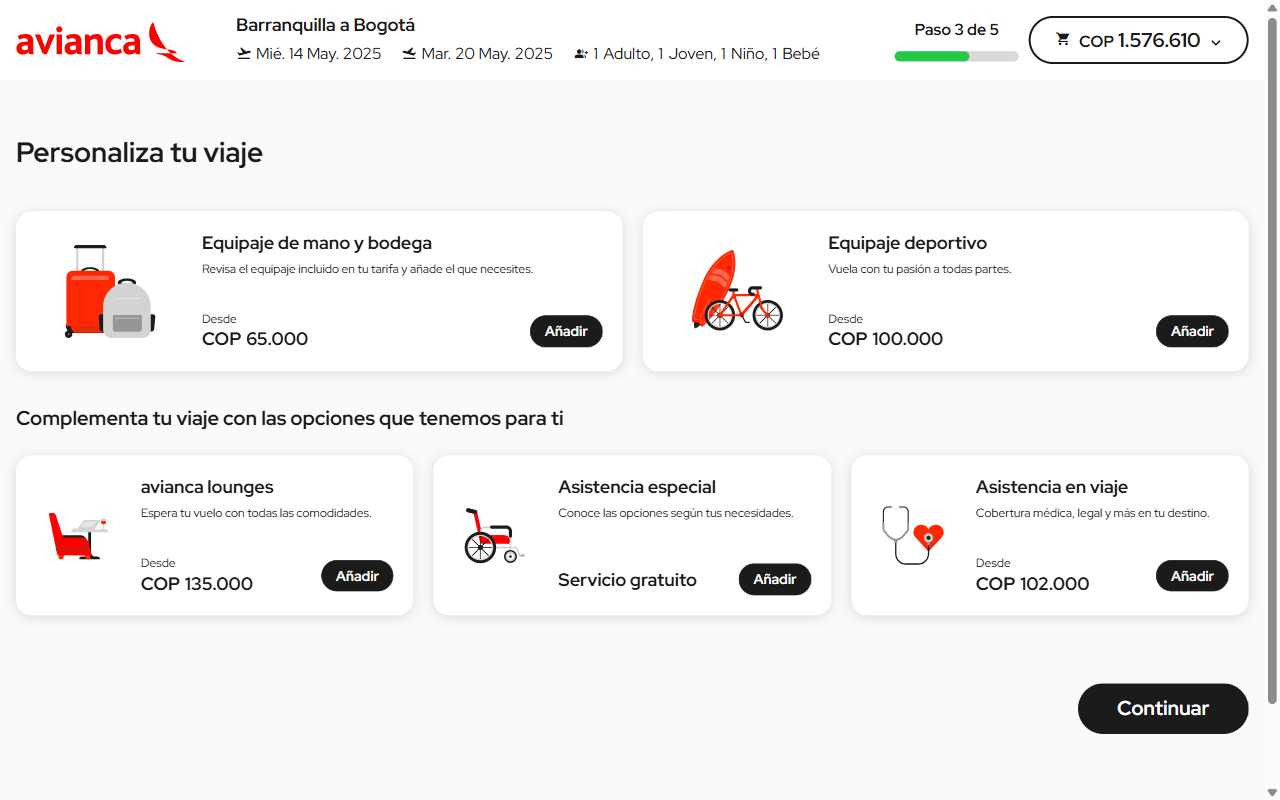 avianca
Barranquilla a Bogotá
Mié. 14 May. 2025 Mar. 20 May. 2025 1 Adulto, 1 Joven, 1 Niño, 1 Bebé
Paso 3 de 5
COP 1.576.610
Personaliza tu viaje
Equipaje de mano y bodega
Revisa el equipaje incluido en tu tarifa y añade el que necesites.
Desde
COP 65.000
Añadir
Equipaje deportivo
Vuela con tu pasión a todas partes.
Desde
COP 100.000
Añadir
Complementa tu viaje con las opciones que tenemos para ti
avianca lounges
Espera tu vuelo con todas las comodidades.
Desde
COP 135.000
Añadir
Asistencia especial
Conoce las opciones según tus necesidades.
Servicio gratuito
Añadir
Asistencia en viaje
Cobertura médica, legal y más en tu destino.
Desde
COP 102.000
Añadir
Continuar